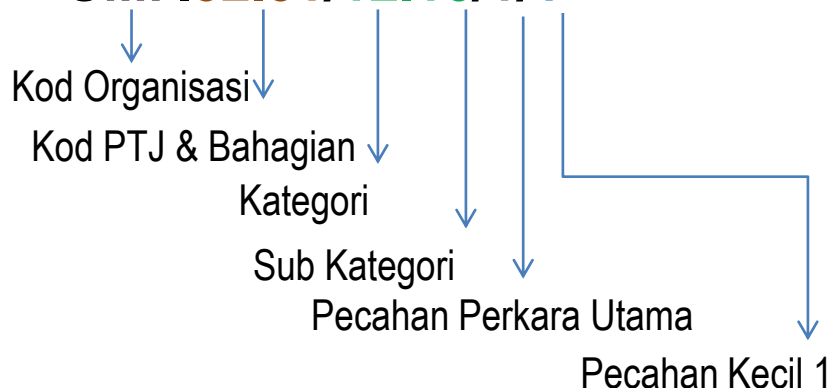 Kod Organisasi
Kod PTJ & Bahagian
Kategori
Sub Kategori
Pecahan Perkara Utama
Pecahan Kecil 1